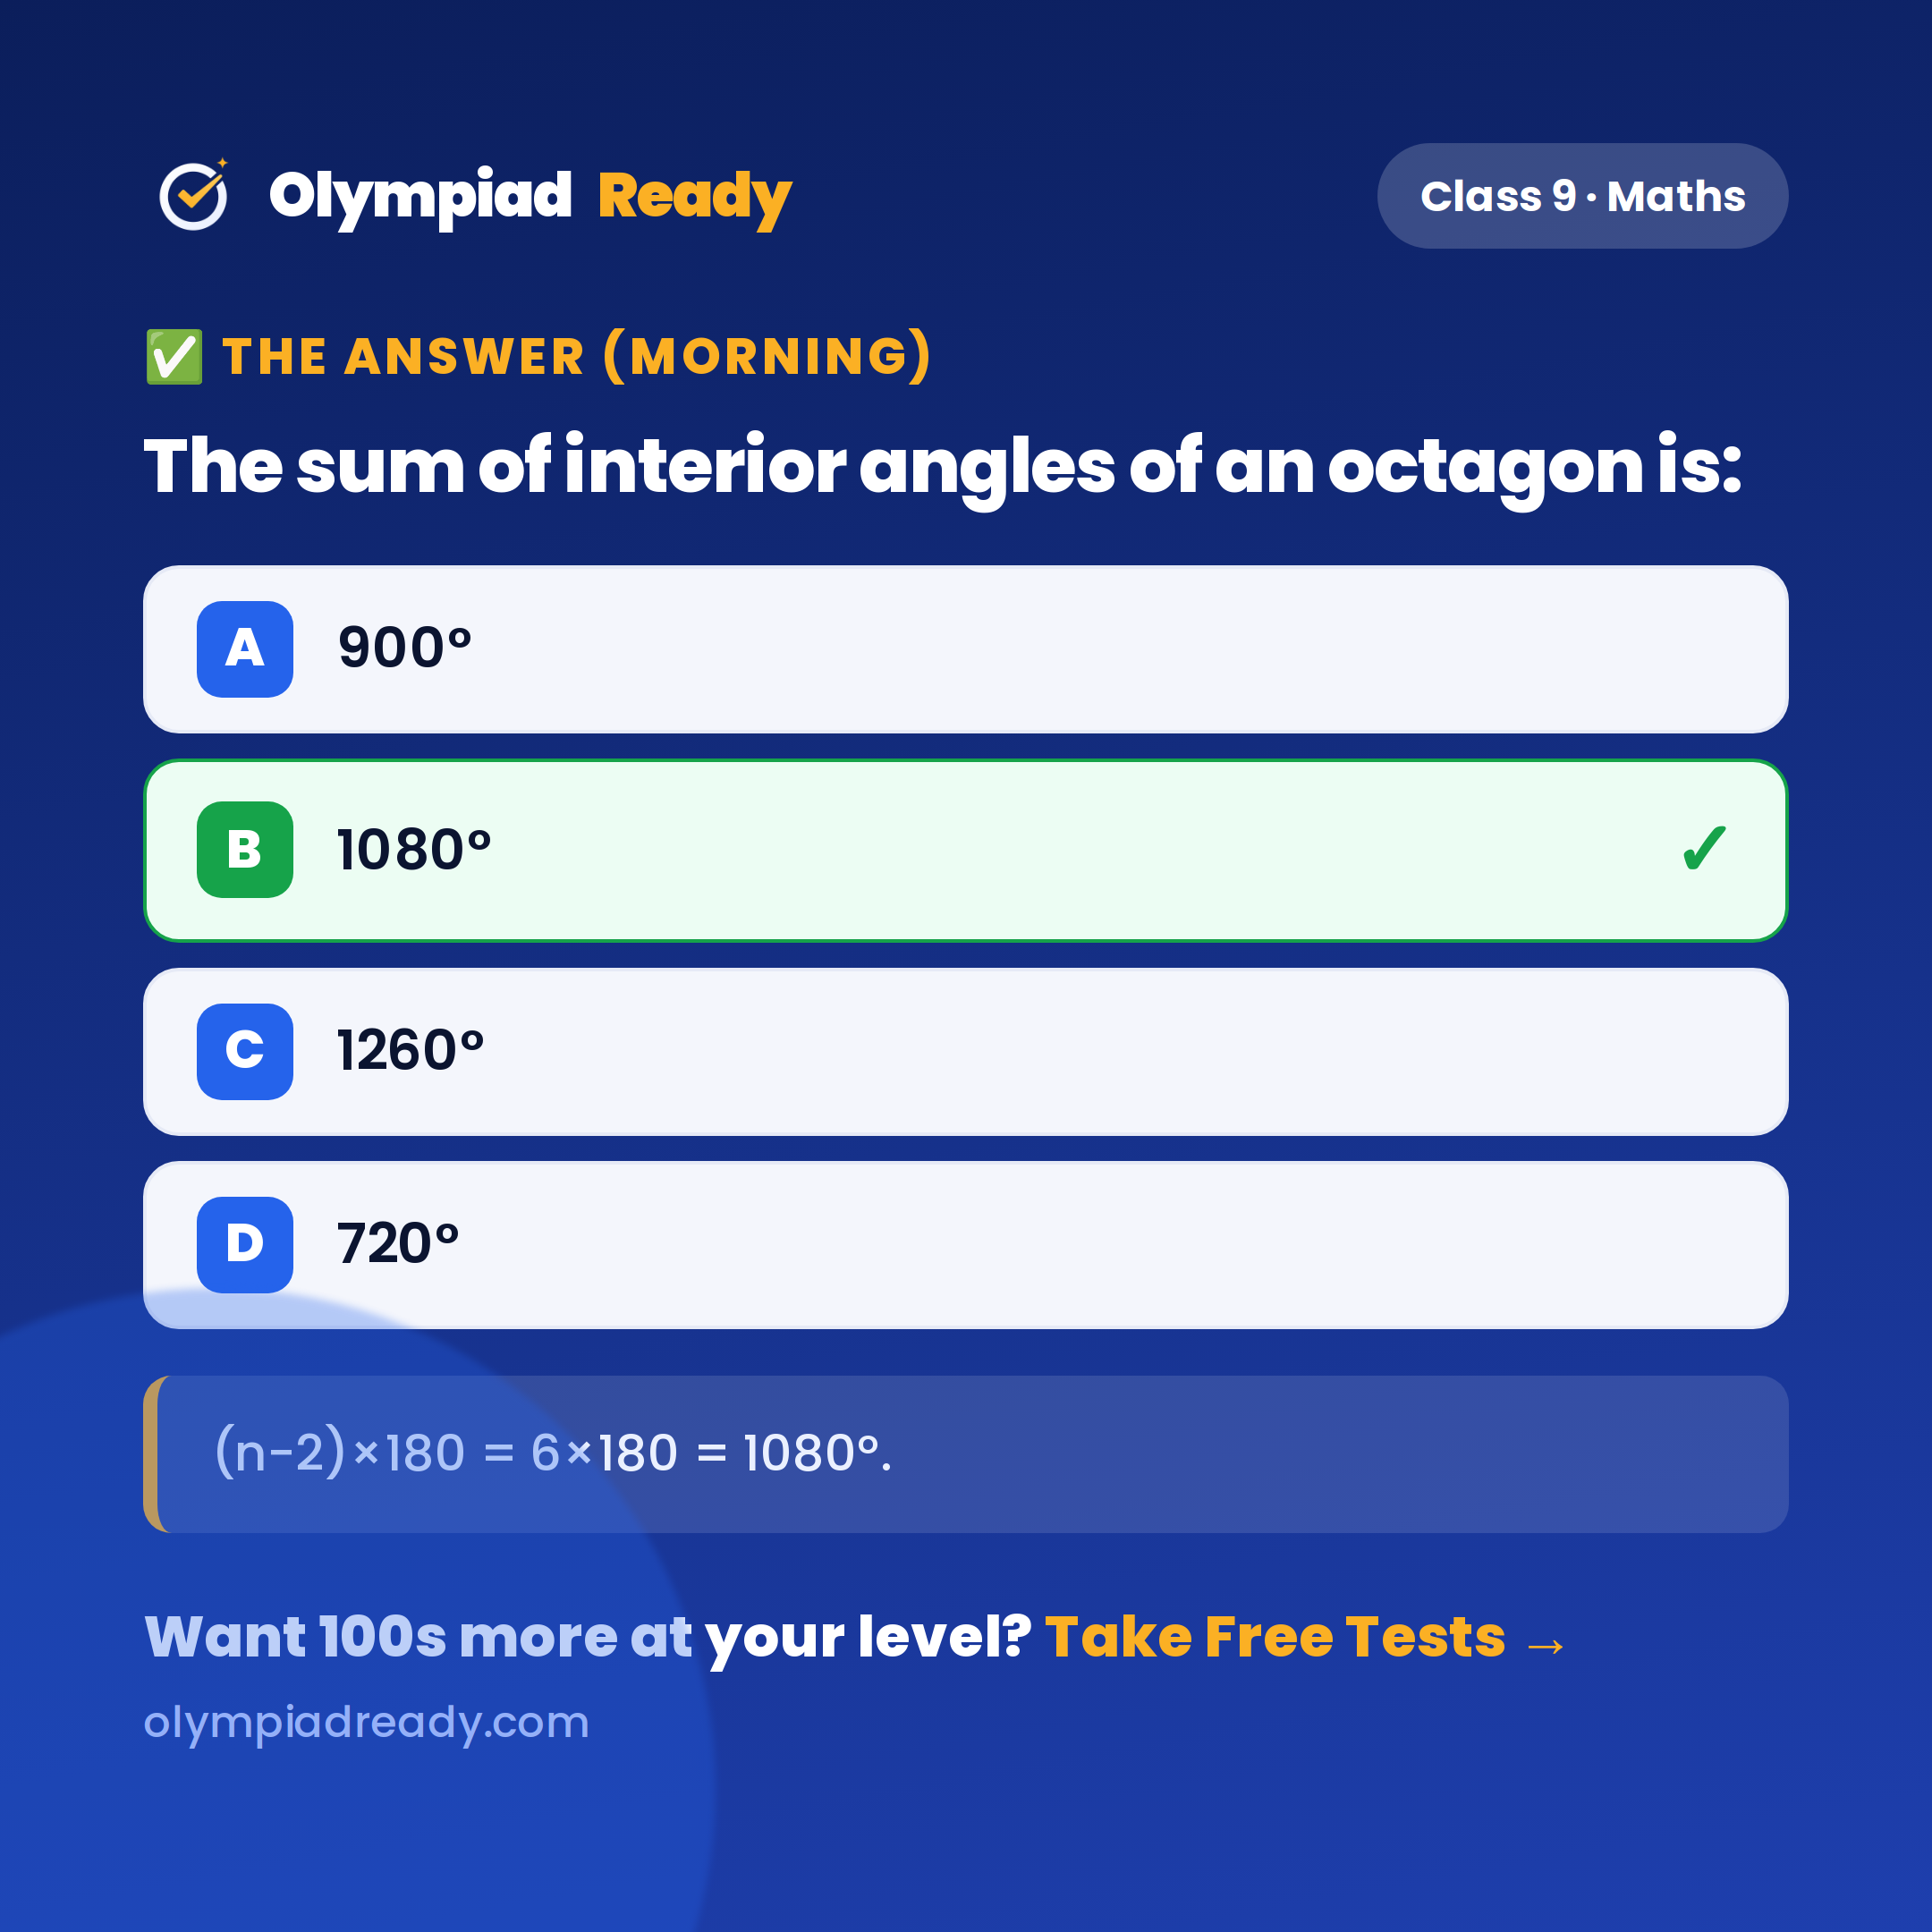 Olympiad Ready
Class 9 · Maths
✅ THE ANSWER (MORNING)
The sum of interior angles of an octagon is:
A 900°
B 1080° ✓
C 1260°
D 720°
(n-2)×180 = 6×180 = 1080°.
Want 100s more at your level? Take Free Tests →
olympiadready.com